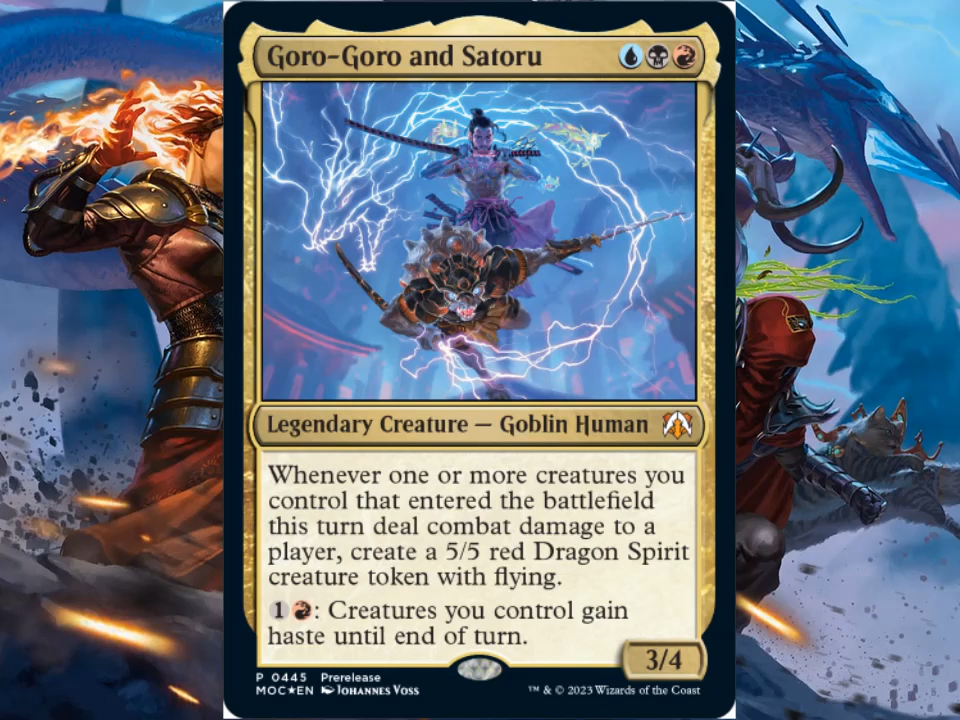 Goro-Goro and Satoru
Legendary Creature — Goblin Human
Whenever one or more creatures you
control that entered the battlefield
this turn deal combat damage to a
player, create a 5/5 red Dragon Spirit
creature token with flying.
1 : Creatures you control gain
haste until end of turn.
3/4
P 0445 Prerelease
MOC★EN Johannes Voss
™ & © 2023 Wizards of the Coast